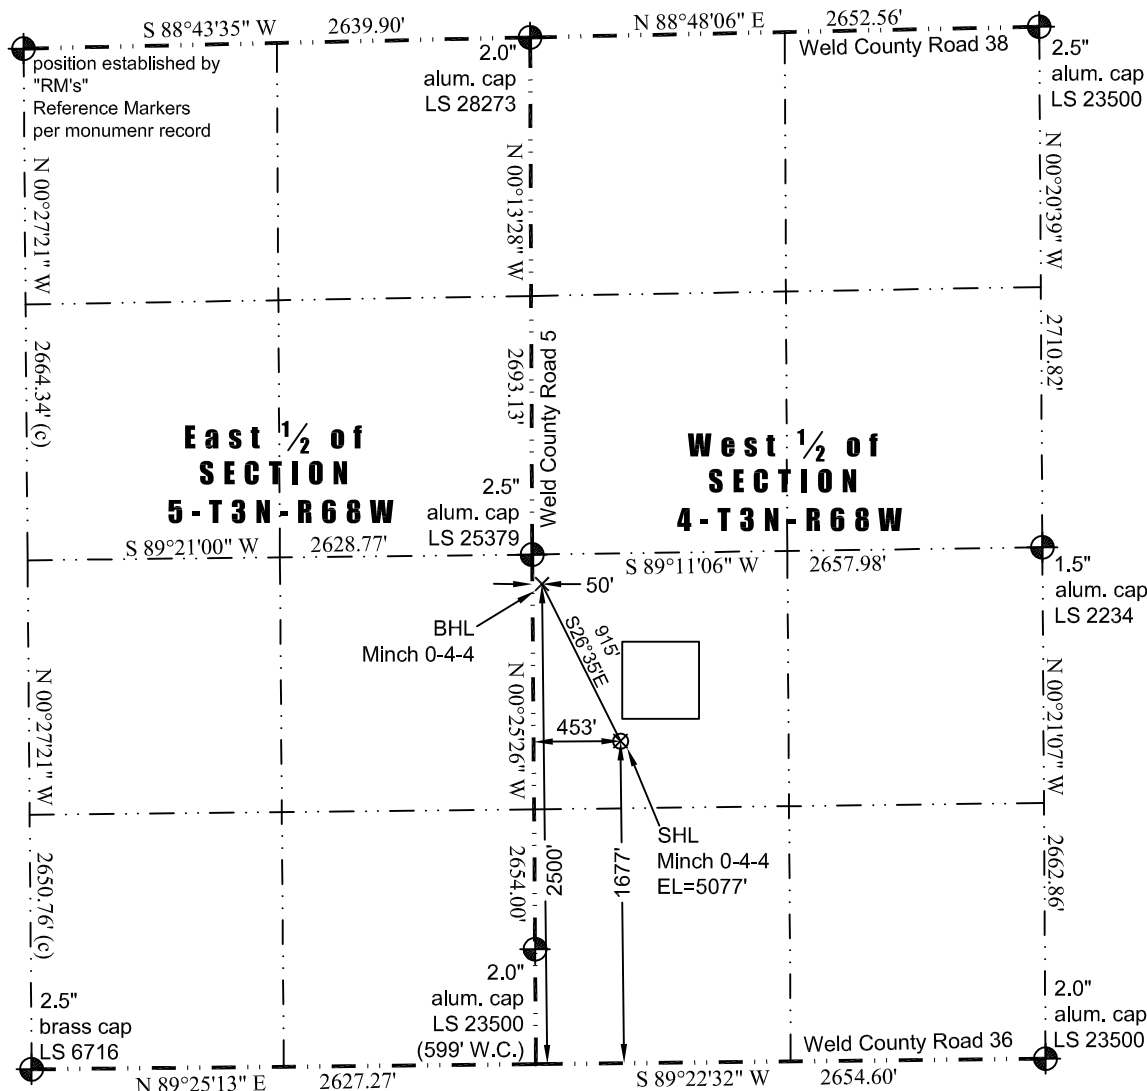 S 88°43'35" W 2639.90'
N 88°48'06" E 2652.56'
Weld County Road 38
position established by
"RM's"
Reference Markers
per monumenr record
2.0"
alum. cap
LS 28273
2.5"
alum. cap
LS 23500
N 00°27'21" W
2664.34' (c)
N 00°13'28" W
2693.13'
Weld County Road 5
N 00°20'39" W
2710.82'
East ½ of
SECTION
5-T3N-R68W
West ½ of
SECTION
4-T3N-R68W
2.5"
alum. cap
LS 25379
S 89°21'00" W 2628.77'
S 89°11'06" W 2657.98'
1.5"
alum. cap
LS 2234
50'
BHL
Minch 0-4-4
915'
S26°35'E
453'
N 00°27'21" W
2650.76' (c)
N 00°25'26" W
2654.00'
2500'
1677'
N 00°21'07" W
2662.86'
SHL
Minch 0-4-4
EL=5077'
2.5"
brass cap
LS 6716
2.0"
alum. cap
LS 23500
(599' W.C.)
2.0"
alum. cap
LS 23500
Weld County Road 36
N 89°25'13" E 2627.27'
S 89°22'32" W 2654.60'